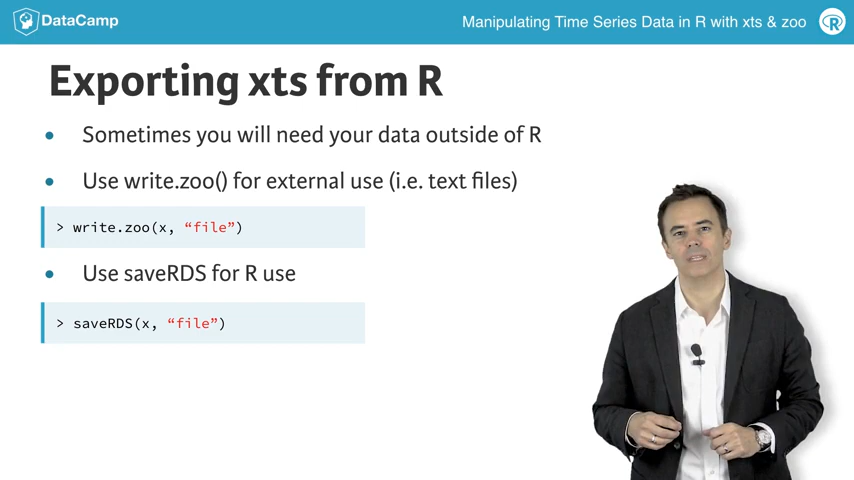 DataCamp
Manipulating Time Series Data in R with xts & zoo
R
Exporting xts from R
• Sometimes you will need your data outside of R
• Use write.zoo() for external use (i.e. text files)
> write.zoo(x, “file”)
• Use saveRDS for R use
> saveRDS(x, “file”)